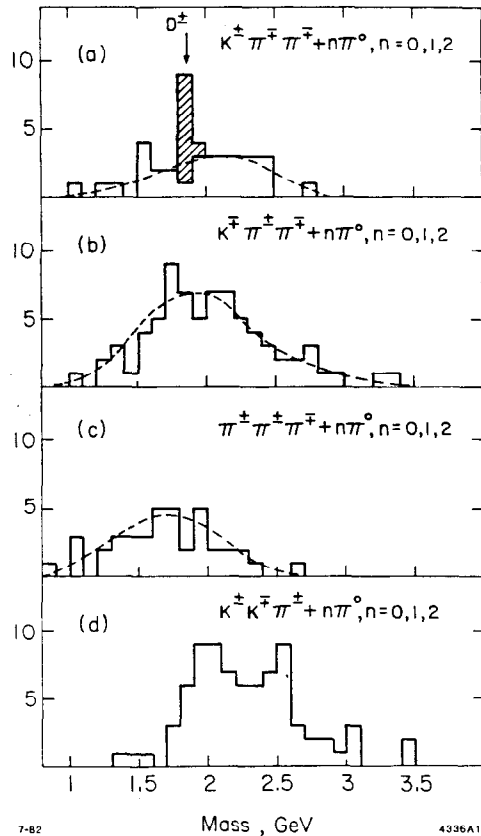 D±
(a)
K± π∓ π∓ + nπ°, n = 0, 1, 2
10
5
(b)
K∓ π± π∓ + nπ°, n = 0, 1, 2
10
5
(c)
π± π± π∓ + nπ°, n = 0, 1, 2
10
5
(d)
K± K∓ π± + nπ°, n = 0, 1, 2
10
5
1 1.5 2 2.5 3 3.5
7-82
Mass , GeV
4336A1